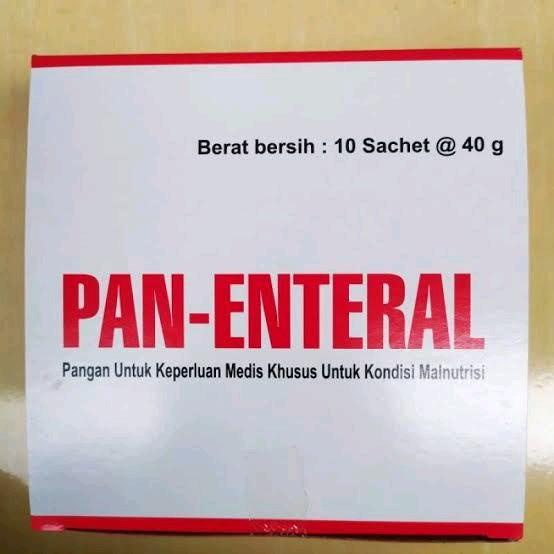 Berat bersih : 10 Sachet @ 40 g
PAN-ENTERAL
Pangan Untuk Keperluan Medis Khusus Untuk Kondisi Malnutrisi